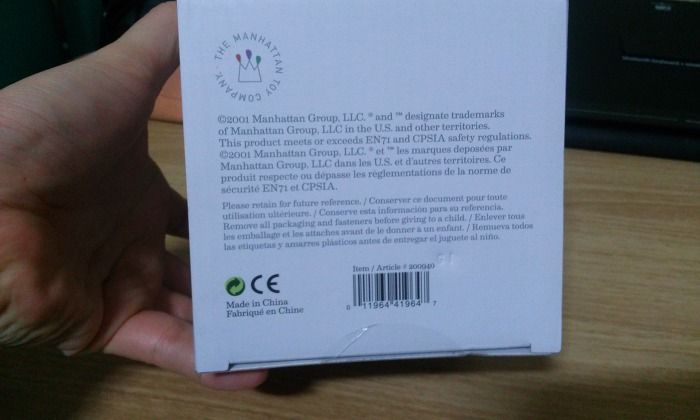 · THE MANHATTAN TOY COMPANY
©2001 Manhattan Group, LLC. ® and ™ designate trademarks
of Manhattan Group, LLC in the U.S. and other territories.
This product meets or exceeds EN71 and CPSIA safety regulations.
©2001 Manhattan Group, LLC. ® et ™ les marques déposées par
Manhattan Group, LLC dans les U.S. et d'autres territoires. Ce
produit respecte ou dépasse les réglementations de la norme de
sécurité EN71 et CPSIA.
Please retain for future reference. / Conservez ce document pour toute
utilisation ultérieure. / Conserve esta información para su referencia.
Remove all packaging and fasteners before giving to a child. / Enlever tous
les emballage et les attaches avant de le donner à un enfant. / Remueva todos
las etiquetas y amarres plásticos antes de entregar el juguete al niño.
CE
Made in China
Fabriqué en Chine
Item / Article # 200940
0 11964 41964 7